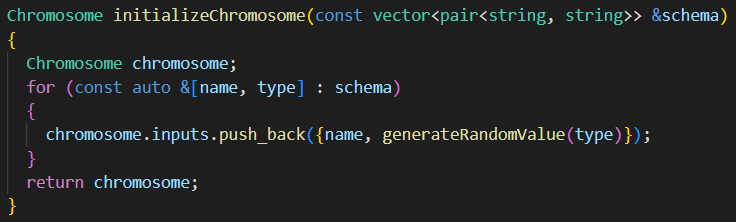 Chromosome initializeChromosome(const vector<pair<string, string>> &schema)
{
  Chromosome chromosome;
  for (const auto &[name, type] : schema)
  {
    chromosome.inputs.push_back({name, generateRandomValue(type)});
  }
  return chromosome;
}